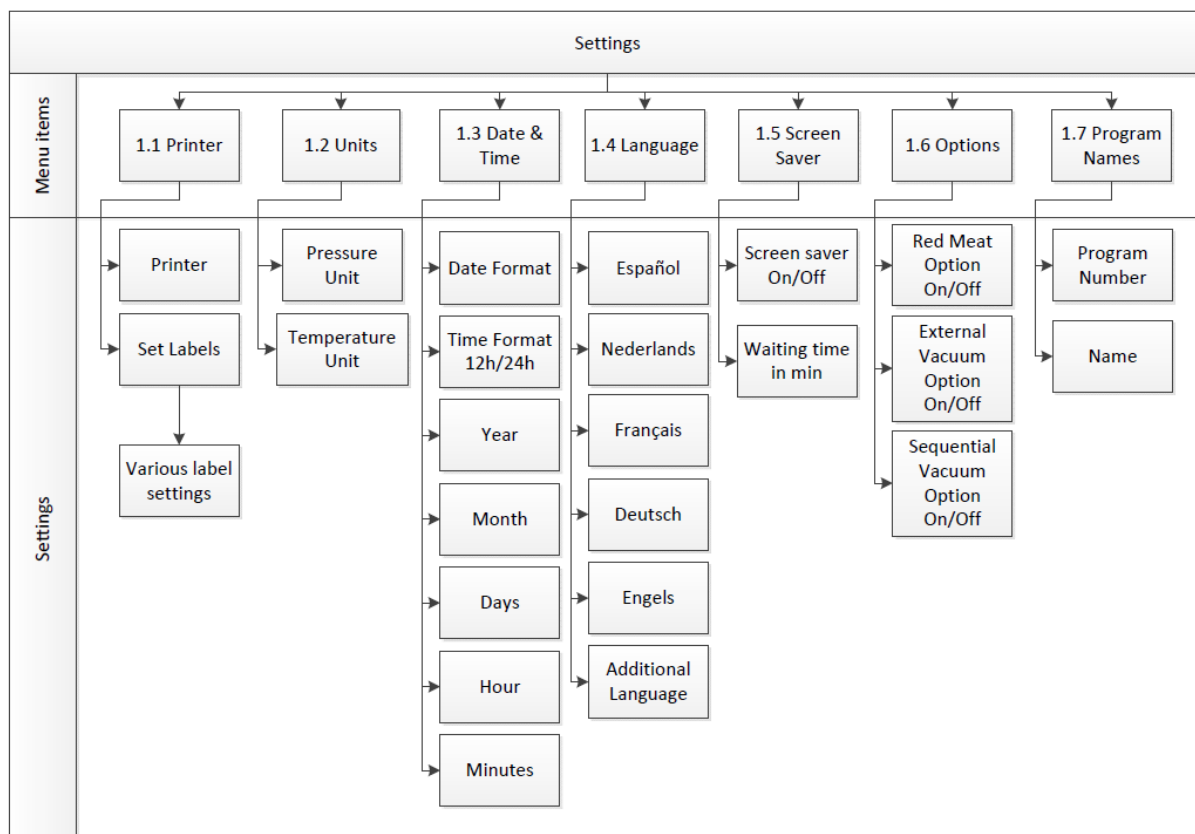 Settings
Menu items
1.1 Printer
1.2 Units
1.3 Date &
Time
1.4 Language
1.5 Screen
Saver
1.6 Options
1.7 Program
Names
Settings
Printer
Set Labels
Various label
settings
Pressure
Unit
Temperature
Unit
Date Format
Time Format
12h/24h
Year
Month
Days
Hour
Minutes
Español
Nederlands
Français
Deutsch
Engels
Additional
Language
Screen saver
On/Off
Waiting time
in min
Red Meat
Option
On/Off
External
Vacuum
Option
On/Off
Sequential
Vacuum
Option
On/Off
Program
Number
Name